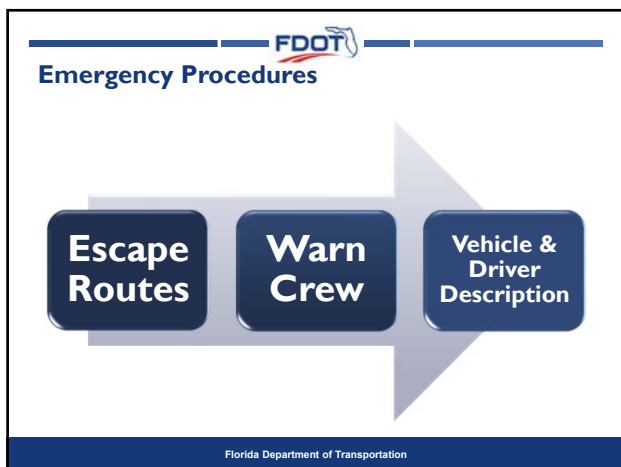 FDOT
Emergency Procedures
Escape
Routes
Warn
Crew
Vehicle &
Driver
Description
Florida Department of Transportation